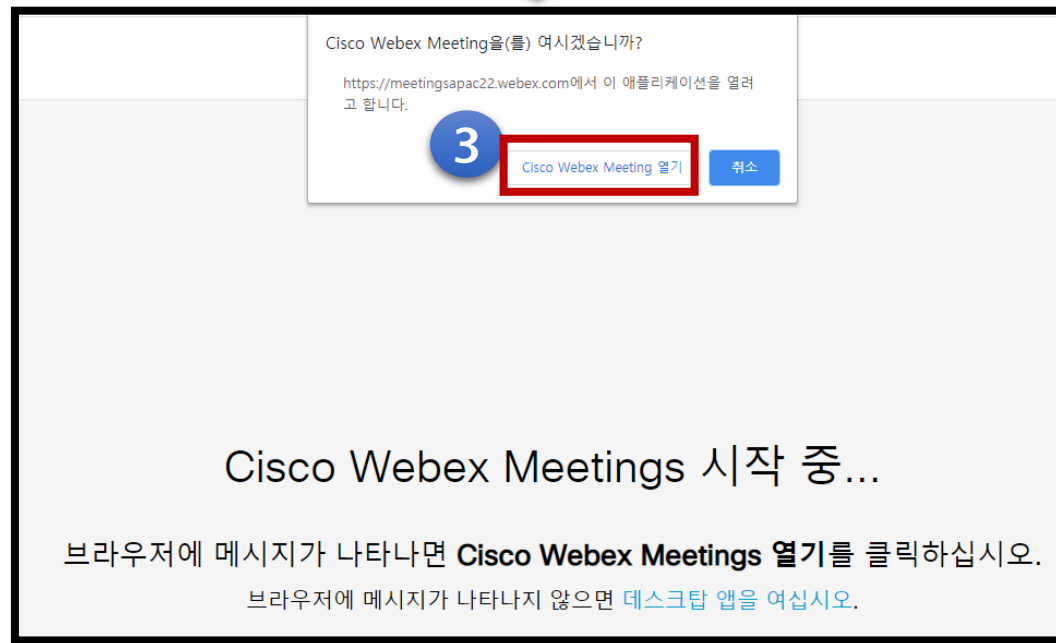 Cisco Webex Meeting을(를) 여시겠습니까?
https://meetingsapac22.webex.com에서 이 애플리케이션을 열려
고 합니다.
3
Cisco Webex Meeting 열기
취소
Cisco Webex Meetings 시작 중...
브라우저에 메시지가 나타나면 Cisco Webex Meetings 열기를 클릭하십시오.
브라우저에 메시지가 나타나지 않으면 데스크탑 앱을 여십시오.